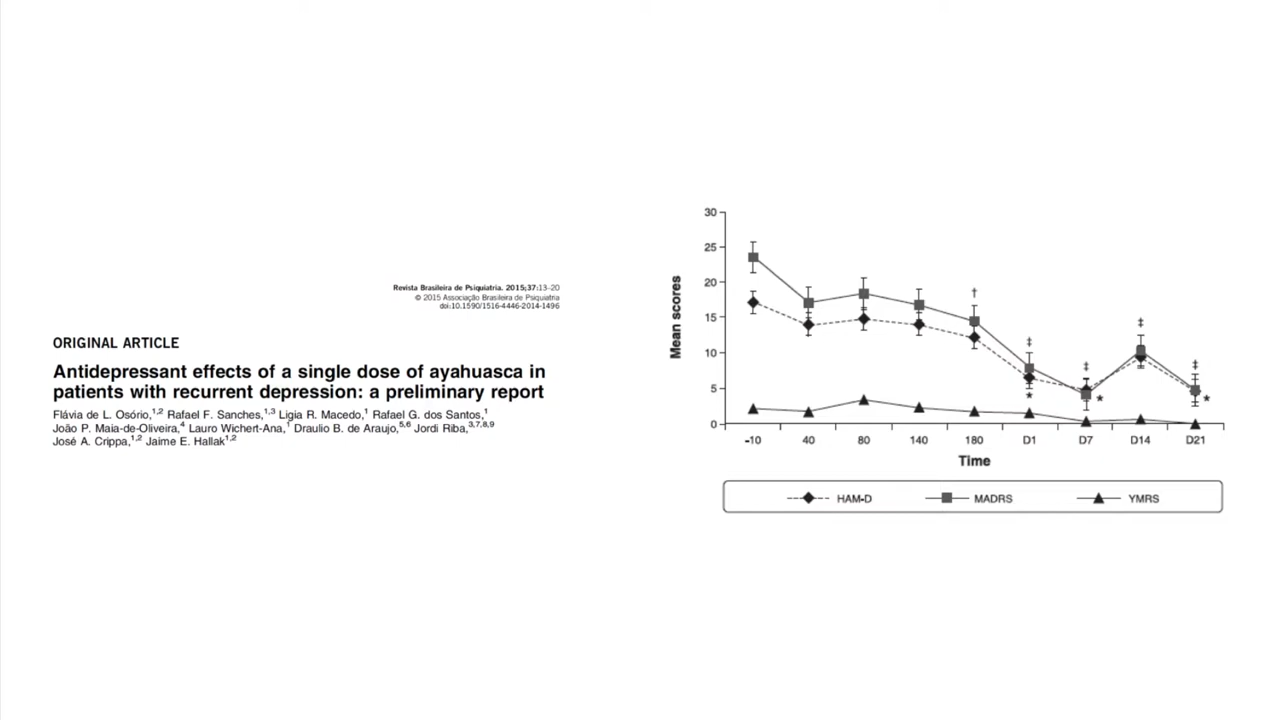 Revista Brasileira de Psiquiatria. 2015;37:13–20
© 2015 Associação Brasileira de Psiquiatria
doi:10.1590/1516-4446-2014-1496
ORIGINAL ARTICLE
Antidepressant effects of a single dose of ayahuasca in
patients with recurrent depression: a preliminary report
Flávia de L. Osório,1,2 Rafael F. Sanches,1,3 Ligia R. Macedo,1 Rafael G. dos Santos,1
João P. Maia-de-Oliveira,4 Lauro Wichert-Ana,1 Draulio B. de Araujo,5,6 Jordi Riba,3,7,8,9
José A. Crippa,1,2 Jaime E. Hallak1,2
Mean scores
30
25
20
15
10
5
0
† ‡ * ‡ * ‡ ‡ *
–10 40 80 140 180 D1 D7 D14 D21
Time
HAM-D MADRS YMRS